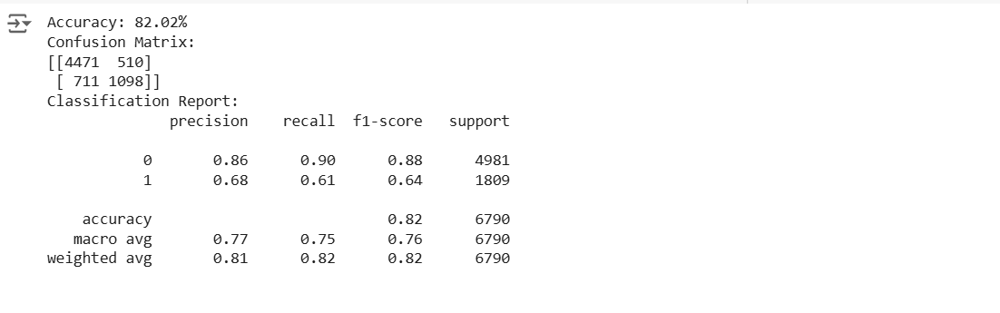 Accuracy: 82.02%
Confusion Matrix:
[[4471  510]
 [ 711 1098]]
Classification Report:
              precision    recall  f1-score   support

           0       0.86      0.90      0.88      4981
           1       0.68      0.61      0.64      1809

    accuracy                           0.82      6790
   macro avg       0.77      0.75      0.76      6790
weighted avg       0.81      0.82      0.82      6790